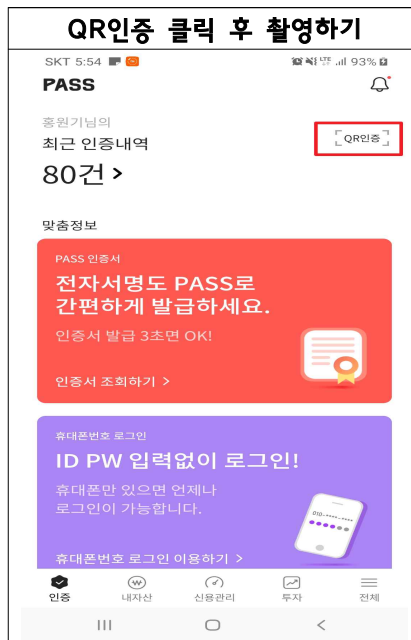 QR인증 클릭 후 촬영하기
SKT 5:54 LTE 93%
PASS
홍원기님의
최근 인증내역
QR인증
80건 >
맞춤정보
PASS 인증서
전자서명도 PASS로
간편하게 발급하세요.
인증서 발급 3초면 OK!
인증서 조회하기 >
휴대폰번호 로그인
ID PW 입력없이 로그인!
휴대폰만 있으면 언제나
로그인이 가능합니다.
010-****-****
휴대폰번호 로그인 이용하기 >
인증 내자산 신용관리 투자 전체